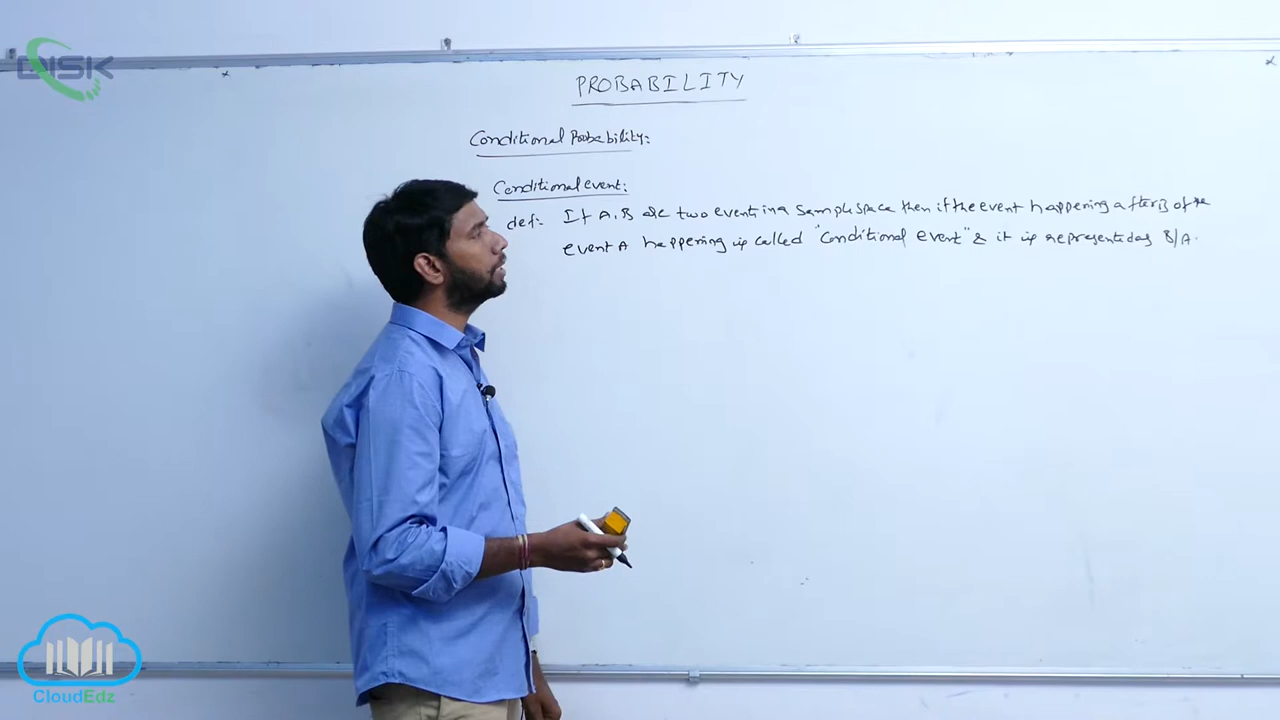 DISK
PROBABILITY
Conditional Probability:
Conditional event:
def:- If A, B are two events in a sample space then if the event happening after B of the
event A happening is called "Conditional event" & it is represented as B/A.
CloudEdz